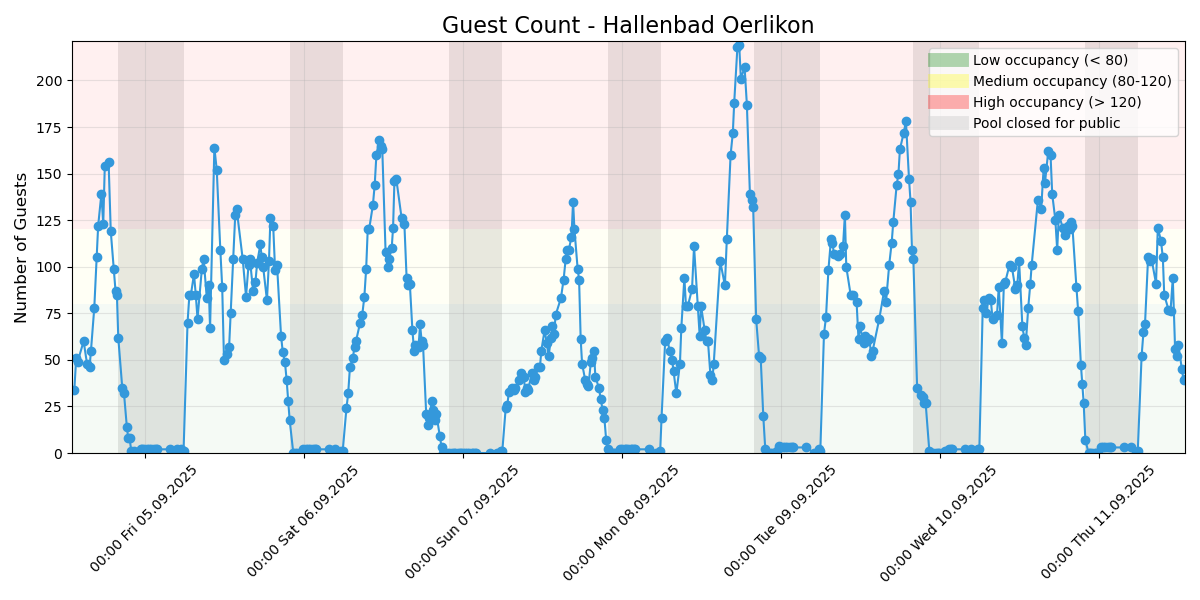 Guest Count - Hallenbad Oerlikon
Number of Guests
200
175
150
125
100
75
50
25
0
Low occupancy (< 80)
Medium occupancy (80-120)
High occupancy (> 120)
Pool closed for public
00:00 Fri 05.09.2025
00:00 Sat 06.09.2025
00:00 Sun 07.09.2025
00:00 Mon 08.09.2025
00:00 Tue 09.09.2025
00:00 Wed 10.09.2025
00:00 Thu 11.09.2025